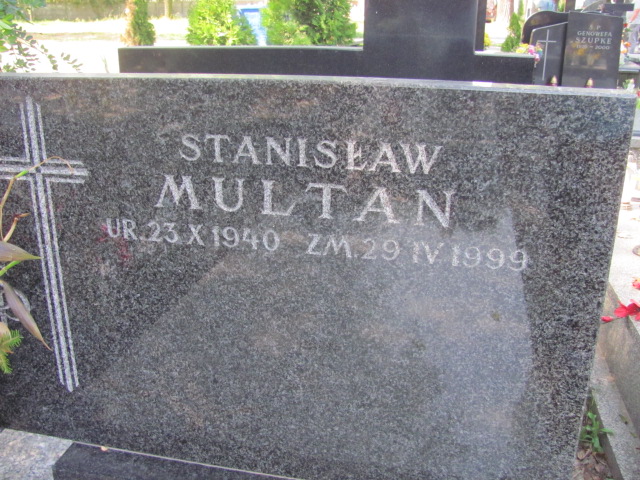 STANISŁAW
MULTAN
UR.23 X 1940 ZM.29 IV 1999
Ś.P.
GENOWEFA
SZUPKE